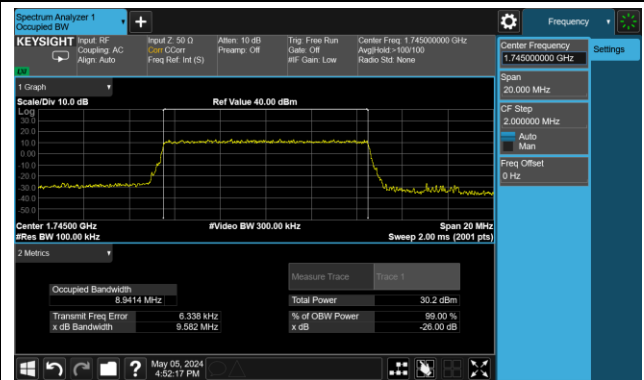 Spectrum Analyzer 1
Occupied BW
+
Frequency
KEYSIGHT
Input: RF
Coupling: AC
Align: Auto
Input Z: 50 Ω
Corr CCorr
Freq Ref: Int (S)
Atten: 10 dB
Preamp: Off
Trig: Free Run
Gate: Off
#IF Gain: Low
Center Freq: 1.745000000 GHz
Avg|Hold:>100/100
Radio Std: None
Center Frequency
1.745000000 GHz
Settings
Span
20.000 MHz
CF Step
2.000000 MHz
Auto
Man
Freq Offset
0 Hz
1 Graph
Scale/Div 10.0 dB
Ref Value 40.00 dBm
Log
30.0
20.0
10.0
0.00
-10.0
-20.0
-30.0
-40.0
-50.0
Center 1.74500 GHz
#Video BW 300.00 kHz
Span 20 MHz
#Res BW 100.00 kHz
Sweep 2.00 ms (2001 pts)
2 Metrics
Measure Trace
Trace 1
Occupied Bandwidth
8.9414 MHz
Total Power
30.2 dBm
Transmit Freq Error
6.338 kHz
% of OBW Power
99.00 %
x dB Bandwidth
9.582 MHz
x dB
-26.00 dB
?
May 05, 2024
4:52:17 PM